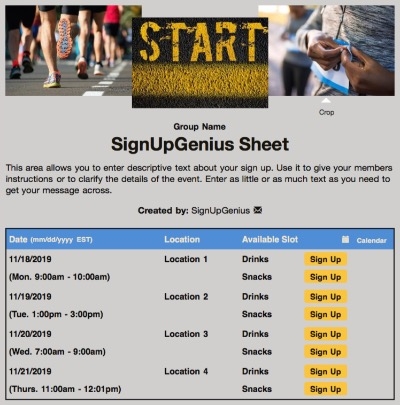 START
Crop
Group Name
SignUpGenius Sheet
This area allows you to enter descriptive text about your sign up. Use it to give your members
instructions or to clarify the details of the event. Enter as little or as much text as you need to
get your message across.
Created by: SignUpGenius
Date (mm/dd/yyyy EST) Location Available Slot Calendar
11/18/2019 Location 1 Drinks Sign Up
(Mon. 9:00am - 10:00am) Snacks Sign Up
11/19/2019 Location 2 Drinks Sign Up
(Tue. 1:00pm - 3:00pm) Snacks Sign Up
11/20/2019 Location 3 Drinks Sign Up
(Wed. 7:00am - 9:00am) Snacks Sign Up
11/21/2019 Location 4 Drinks Sign Up
(Thurs. 11:00am - 12:01pm) Snacks Sign Up